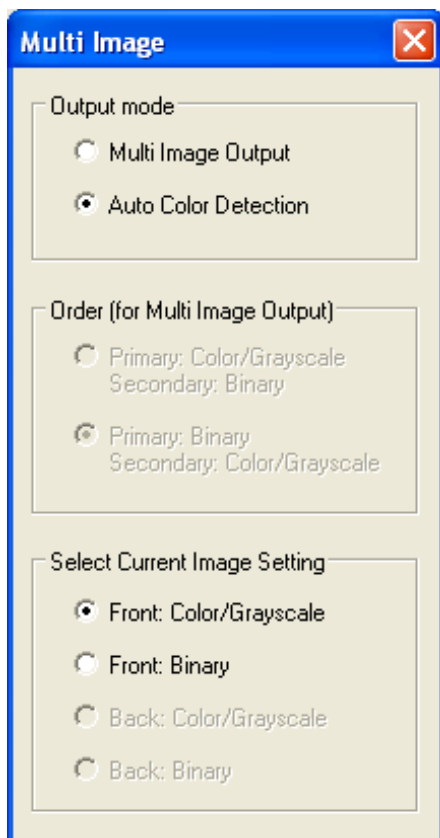 Multi Image
Output mode
Multi Image Output
Auto Color Detection
Order (for Multi Image Output)
Primary: Color/Grayscale
Secondary: Binary
Primary: Binary
Secondary: Color/Grayscale
Select Current Image Setting
Front: Color/Grayscale
Front: Binary
Back: Color/Grayscale
Back: Binary